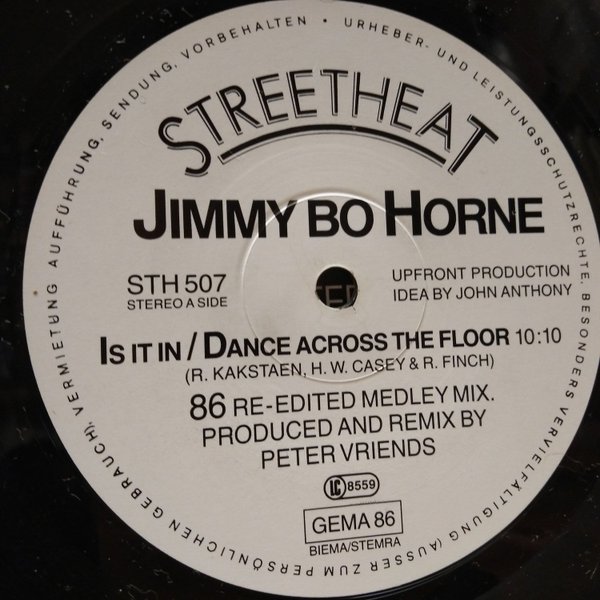 URHEBER- UND LEISTUNGSSCHUTZRECHTE, BESONDERS VERVIELFÄLTIGUNG (AUSSER ZUM PERSÖNLICHEN GEBRAUCH), VERMIETUNG AUFFÜHRUNG, SENDUNG, VORBEHALTEN •
STREETHEAT
JIMMY BO HORNE
STH 507
STEREO A SIDE
UPFRONT PRODUCTION
IDEA BY JOHN ANTHONY
IS IT IN / DANCE ACROSS THE FLOOR 10:10
(R. KAKSTAEN, H. W. CASEY & R. FINCH)
86 RE-EDITED MEDLEY MIX.
PRODUCED AND REMIX BY
PETER VRIENDS
LC 8559
GEMA 86
BIEMA/STEMRA